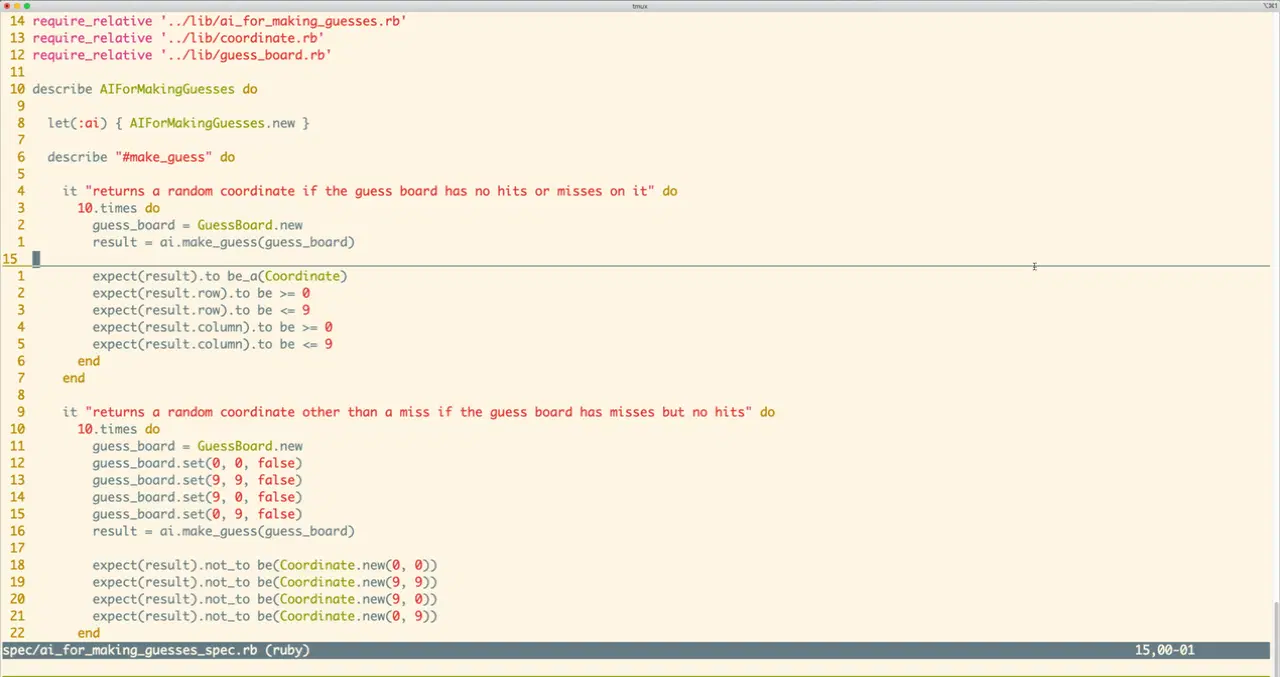 tmux
⌥⌘1
14 require_relative '../lib/ai_for_making_guesses.rb'
13 require_relative '../lib/coordinate.rb'
12 require_relative '../lib/guess_board.rb'
11
10 describe AIForMakingGuesses do
9
8   let(:ai) { AIForMakingGuesses.new }
7
6   describe "#make_guess" do
5
4     it "returns a random coordinate if the guess board has no hits or misses on it" do
3       10.times do
2         guess_board = GuessBoard.new
1         result = ai.make_guess(guess_board)
15
1         expect(result).to be_a(Coordinate)
2         expect(result.row).to be >= 0
3         expect(result.row).to be <= 9
4         expect(result.column).to be >= 0
5         expect(result.column).to be <= 9
6       end
7     end
8
9     it "returns a random coordinate other than a miss if the guess board has misses but no hits" do
10       10.times do
11         guess_board = GuessBoard.new
12         guess_board.set(0, 0, false)
13         guess_board.set(9, 9, false)
14         guess_board.set(9, 0, false)
15         guess_board.set(0, 9, false)
16         result = ai.make_guess(guess_board)
17
18         expect(result).not_to be(Coordinate.new(0, 0))
19         expect(result).not_to be(Coordinate.new(9, 9))
20         expect(result).not_to be(Coordinate.new(9, 0))
21         expect(result).not_to be(Coordinate.new(0, 9))
22       end
spec/ai_for_making_guesses_spec.rb (ruby) 15,00-01